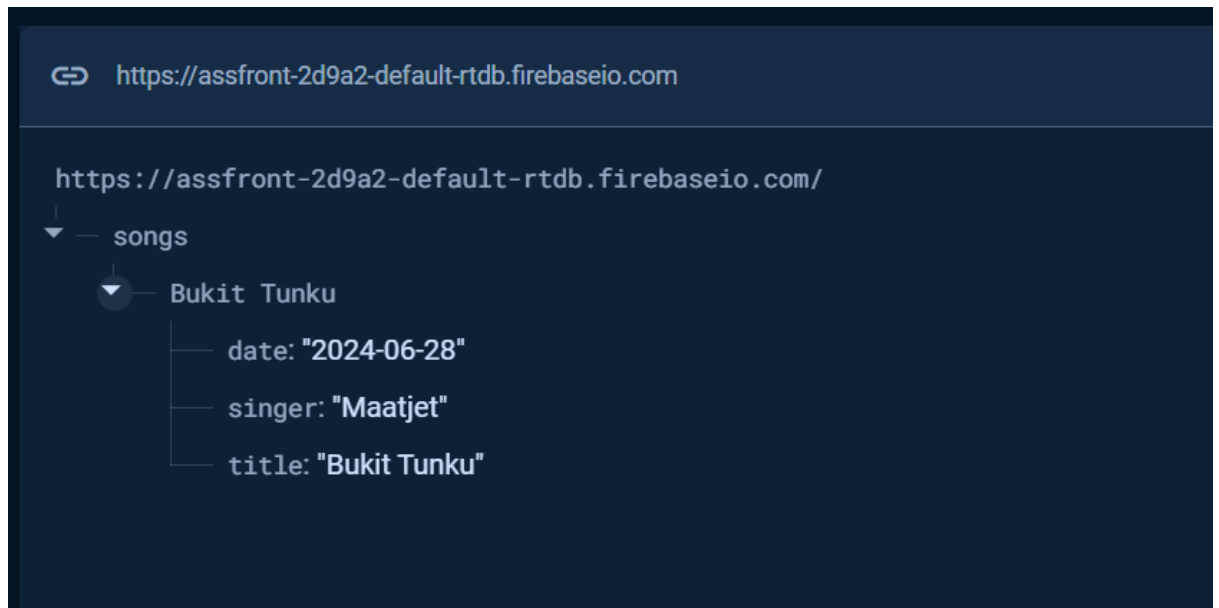 https://assfront-2d9a2-default-rtdb.firebaseio.com
https://assfront-2d9a2-default-rtdb.firebaseio.com/
songs
Bukit Tunku
date: "2024-06-28"
singer: "Maatjet"
title: "Bukit Tunku"